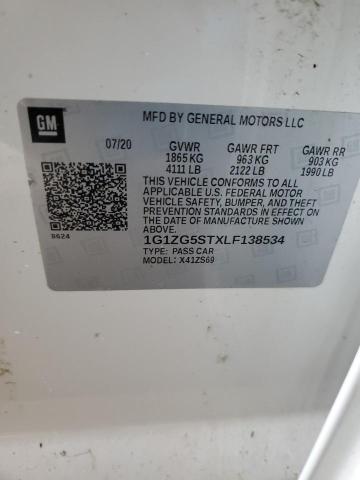 GM
MFD BY GENERAL MOTORS LLC
07/20 GVWR GAWR FRT GAWR RR
1865 KG 963 KG 903 KG
4111 LB 2122 LB 1990 LB
THIS VEHICLE CONFORMS TO ALL
APPLICABLE U.S. FEDERAL MOTOR
VEHICLE SAFETY, BUMPER, AND THEFT
PREVENTION STANDARDS IN EFFECT ON
THE DATE OF MANUFACTURE SHOWN
ABOVE.
8624
1G1ZG5STXLF138534
TYPE: PASS CAR
MODEL: X41ZS69